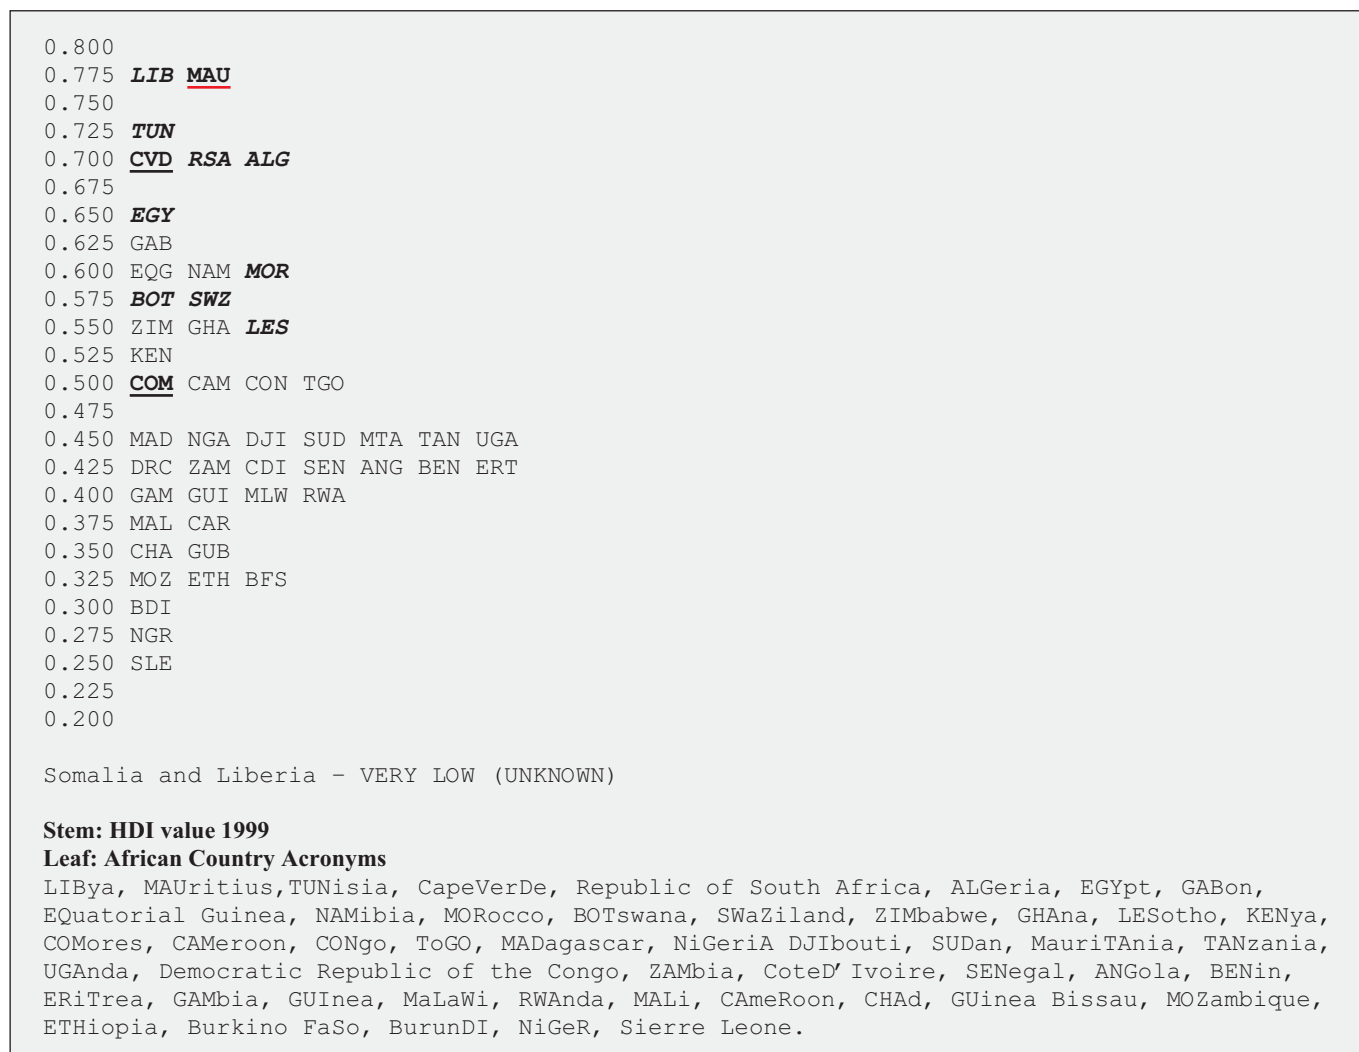 0.800
0.775 LIB MAU
0.750
0.725 TUN
0.700 CVD RSA ALG
0.675
0.650 EGY
0.625 GAB
0.600 EQG NAM MOR
0.575 BOT SWZ
0.550 ZIM GHA LES
0.525 KEN
0.500 COM CAM CON TGO
0.475
0.450 MAD NGA DJI SUD MTA TAN UGA
0.425 DRC ZAM CDI SEN ANG BEN ERT
0.400 GAM GUI MLW RWA
0.375 MAL CAR
0.350 CHA GUB
0.325 MOZ ETH BFS
0.300 BDI
0.275 NGR
0.250 SLE
0.225
0.200
Somalia and Liberia – VERY LOW (UNKNOWN)
Stem: HDI value 1999
Leaf: African Country Acronyms
LIBya, MAUritius,TUNisia, CapeVerDe, Republic of South Africa, ALGeria, EGYpt, GABon,
EQuatorial Guinea, NAMibia, MORocco, BOTswana, SWaZiland, ZIMbabwe, GHAna, LESotho, KENya,
COMores, CAMeroon, CONgo, ToGO, MADagascar, NiGeriA DJIbouti, SUDan, MauriTAnia, TANzania,
UGAnda, Democratic Republic of the Congo, ZAMbia, CoteD’Ivoire, SENegal, ANGola, BENin,
ERiTrea, GAMbia, GUInea, MaLaWi, RWAnda, MALi, CAmeRoon, CHAd, GUinea Bissau, MOZambique,
ETHiopia, Burkino FaSo, BurunDI, NiGeR, Sierre Leone.